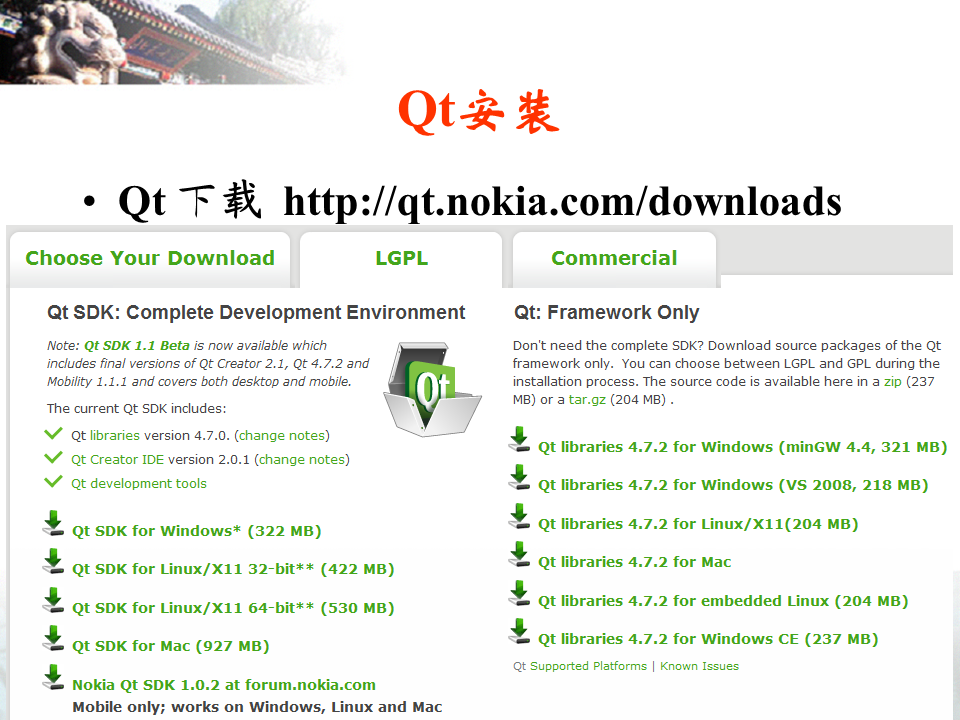 Qt安装
• Qt 下载 http://qt.nokia.com/downloads
Choose Your Download
LGPL
Commercial
Qt SDK: Complete Development Environment
Note: Qt SDK 1.1 Beta is now available which
includes final versions of Qt Creator 2.1, Qt 4.7.2 and
Mobility 1.1.1 and covers both desktop and mobile.
The current Qt SDK includes:
Qt libraries version 4.7.0. (change notes)
Qt Creator IDE version 2.0.1 (change notes)
Qt development tools
Qt
Qt SDK for Windows* (322 MB)
Qt SDK for Linux/X11 32-bit** (422 MB)
Qt SDK for Linux/X11 64-bit** (530 MB)
Qt SDK for Mac (927 MB)
Nokia Qt SDK 1.0.2 at forum.nokia.com
Mobile only; works on Windows, Linux and Mac
Qt: Framework Only
Don't need the complete SDK? Download source packages of the Qt
framework only. You can choose between LGPL and GPL during the
installation process. The source code is available here in a zip (237
MB) or a tar.gz (204 MB) .
Qt libraries 4.7.2 for Windows (minGW 4.4, 321 MB)
Qt libraries 4.7.2 for Windows (VS 2008, 218 MB)
Qt libraries 4.7.2 for Linux/X11(204 MB)
Qt libraries 4.7.2 for Mac
Qt libraries 4.7.2 for embedded Linux (204 MB)
Qt libraries 4.7.2 for Windows CE (237 MB)
Qt Supported Platforms | Known Issues